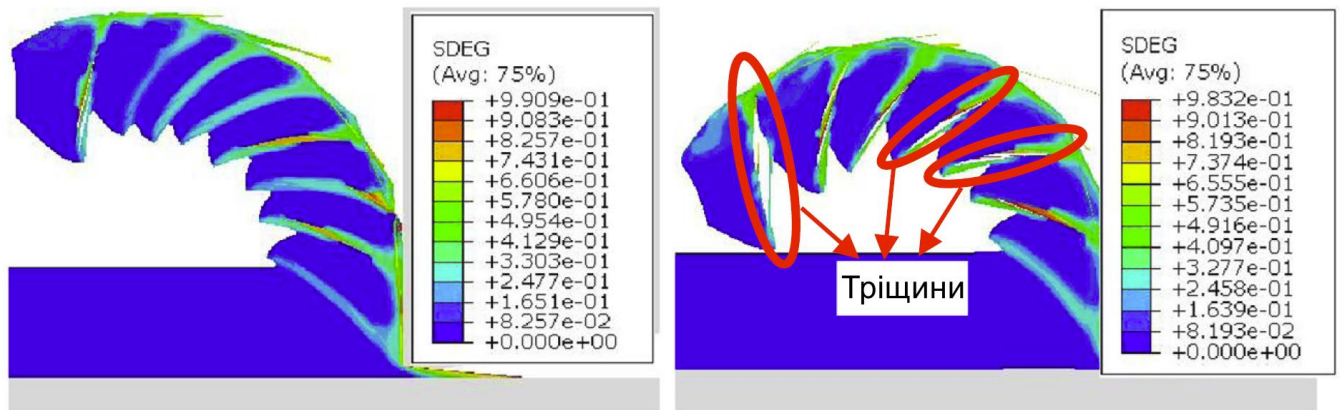 SDEG
(Avg: 75%)
+9.909e-01
+9.083e-01
+8.257e-01
+7.431e-01
+6.606e-01
+5.780e-01
+4.954e-01
+4.129e-01
+3.303e-01
+2.477e-01
+1.651e-01
+8.257e-02
+0.000e+00
SDEG
(Avg: 75%)
+9.832e-01
+9.013e-01
+8.193e-01
+7.374e-01
+6.555e-01
+5.735e-01
+4.916e-01
+4.097e-01
+3.277e-01
+2.458e-01
+1.639e-01
+8.193e-02
+0.000e+00
Тріщини